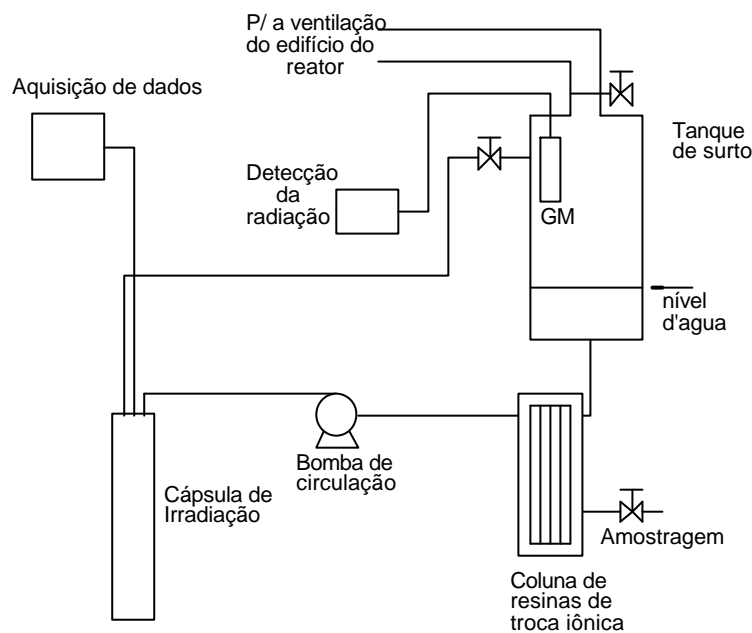 P/ a ventilação
do edifício do
reator
Aquisição de dados
Tanque
de surto
Detecção
da
radiação
GM
nível
d'agua
Bomba de
circulação
Cápsula de
Irradiação
Amostragem
Coluna de
resinas de
troca iônica